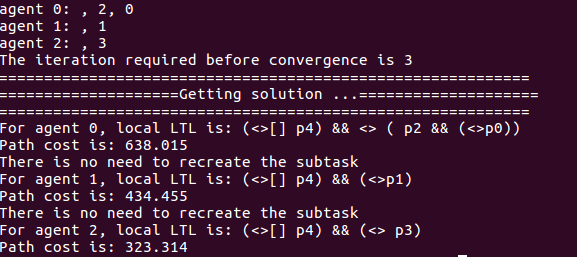 agent 0: , 2, 0
agent 1: , 1
agent 2: , 3
The iteration required before convergence is 3
===========================================================
====================Getting solution ...====================
===========================================================
For agent 0, local LTL is: (<>[] p4) && <> ( p2 && (<>p0))
Path cost is: 638.015
There is no need to recreate the subtask
For agent 1, local LTL is: (<>[] p4) && (<>p1)
Path cost is: 434.455
There is no need to recreate the subtask
For agent 2, local LTL is: (<>[] p4) && (<> p3)
Path cost is: 323.314